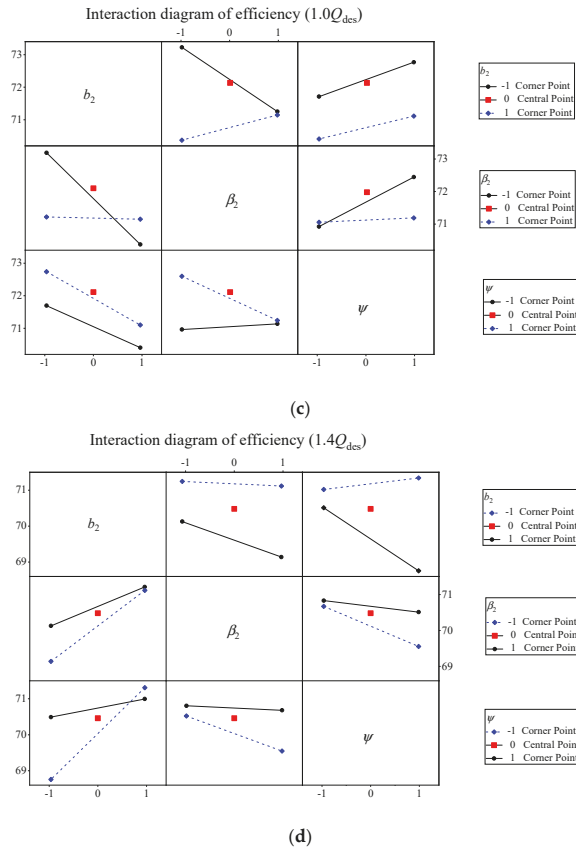 Interaction diagram of efficiency (1.0Q_des)
-1 0 1
73
72
71
b₂
b₂
-1 Corner Point
0 Central Point
1 Corner Point
β₂
73
72
71
β₂
-1 Corner Point
0 Central Point
1 Corner Point
73
72
71
ψ
ψ
-1 Corner Point
0 Central Point
1 Corner Point
-1 0 1 -1 0 1
(c)
Interaction diagram of efficiency (1.4Q_des)
-1 0 1
71
70
69
b₂
b₂
-1 Corner Point
0 Central Point
1 Corner Point
β₂
71
70
69
β₂
-1 Corner Point
0 Central Point
1 Corner Point
71
70
69
ψ
ψ
-1 Corner Point
0 Central Point
1 Corner Point
-1 0 1 -1 0 1
(d)